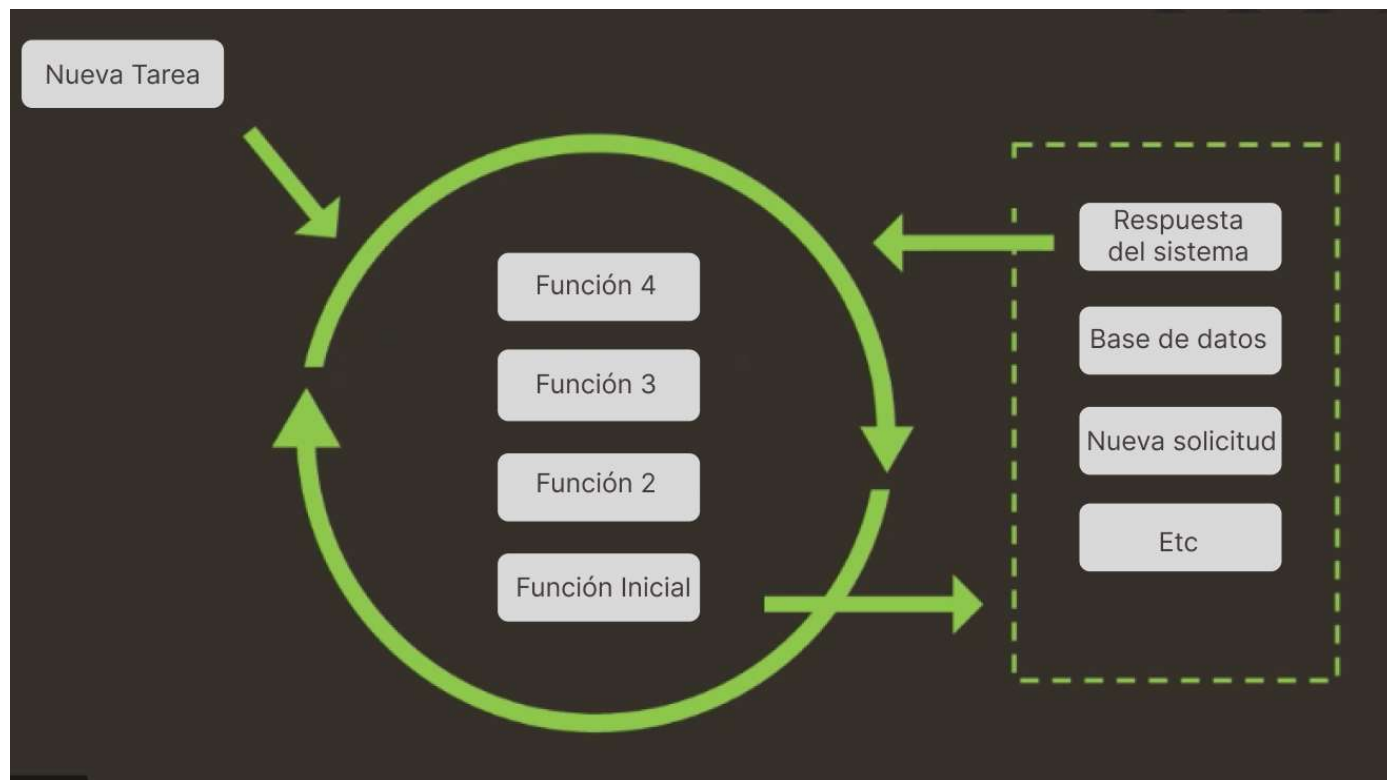 Nueva Tarea
Función 4
Función 3
Función 2
Función Inicial
Respuesta
del sistema
Base de datos
Nueva solicitud
Etc